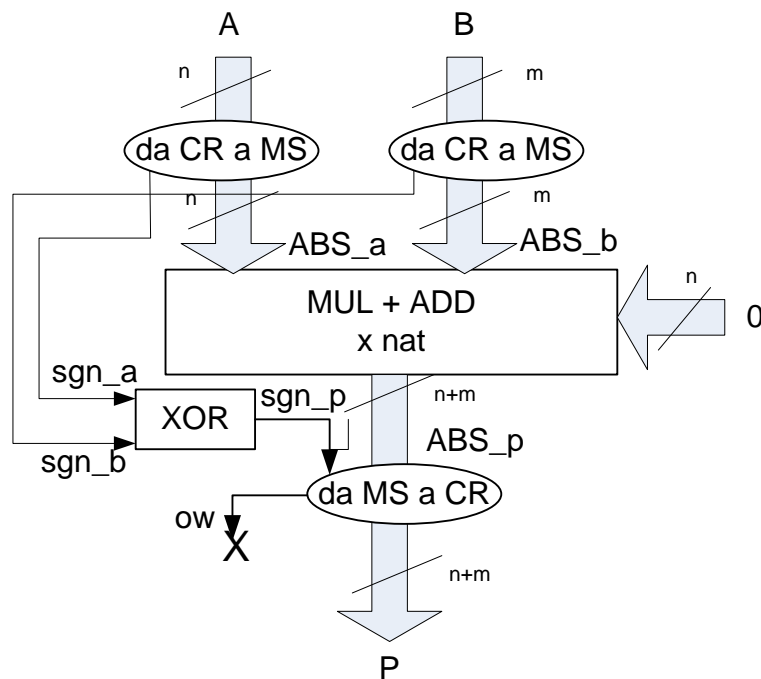 A B
n m
da CR a MS da CR a MS
n m
ABS_a ABS_b
n
MUL + ADD
x nat
0
sgn_a
sgn_p
n+m
XOR
ABS_p
sgn_b
da MS a CR
ow
X
n+m
P